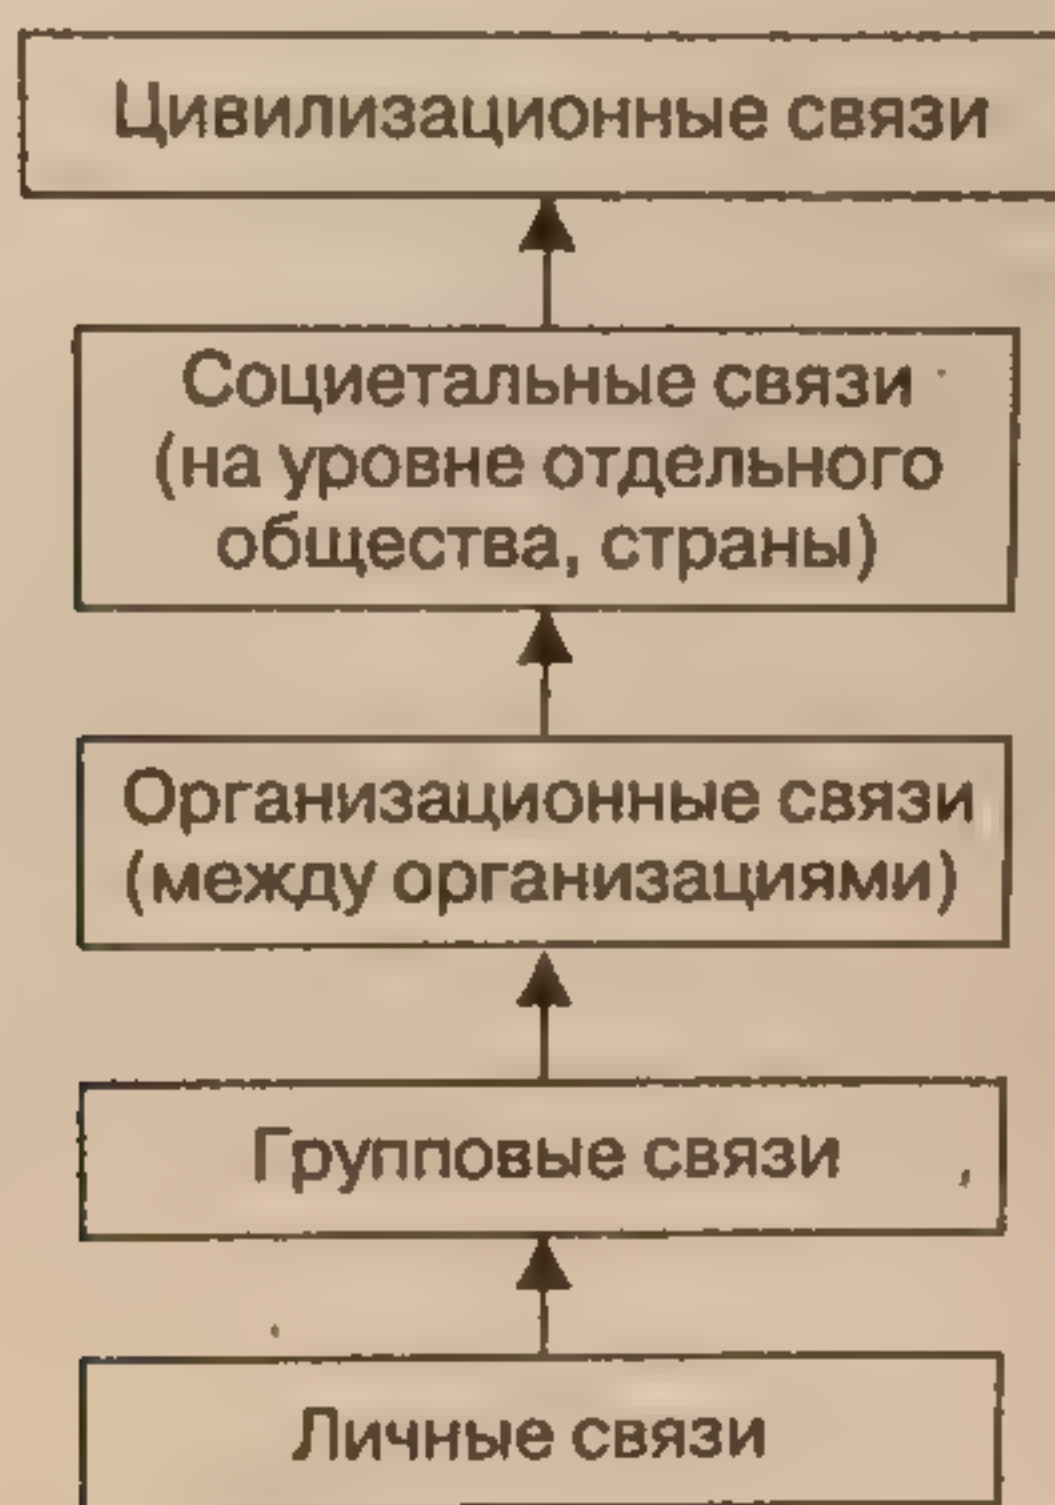 Цивилизационные связи
Социетальные связи
(на уровне отдельного
общества, страны)
Организационные связи
(между организациями)
Групповые связи
Личные связи